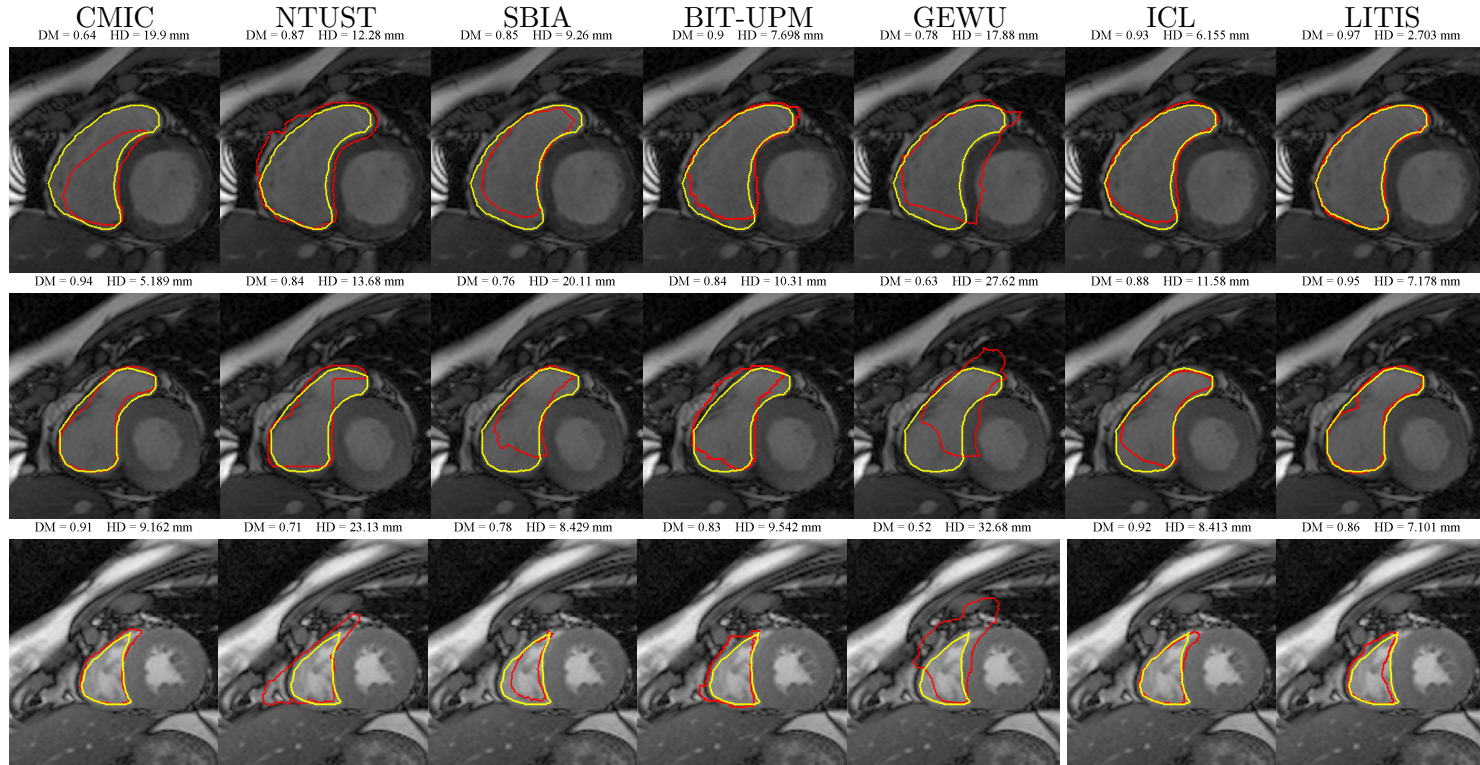 CMIC NTUST SBIA BIT-UPM GEWU ICL LITIS
DM = 0.64 HD = 19.9 mm DM = 0.87 HD = 12.28 mm DM = 0.85 HD = 9.26 mm DM = 0.9 HD = 7.698 mm DM = 0.78 HD = 17.88 mm DM = 0.93 HD = 6.155 mm DM = 0.97 HD = 2.703 mm
DM = 0.94 HD = 5.189 mm DM = 0.84 HD = 13.68 mm DM = 0.76 HD = 20.11 mm DM = 0.84 HD = 10.31 mm DM = 0.63 HD = 27.62 mm DM = 0.88 HD = 11.58 mm DM = 0.95 HD = 7.178 mm
DM = 0.91 HD = 9.162 mm DM = 0.71 HD = 23.13 mm DM = 0.78 HD = 8.429 mm DM = 0.83 HD = 9.542 mm DM = 0.52 HD = 32.68 mm DM = 0.92 HD = 8.413 mm DM = 0.86 HD = 7.101 mm